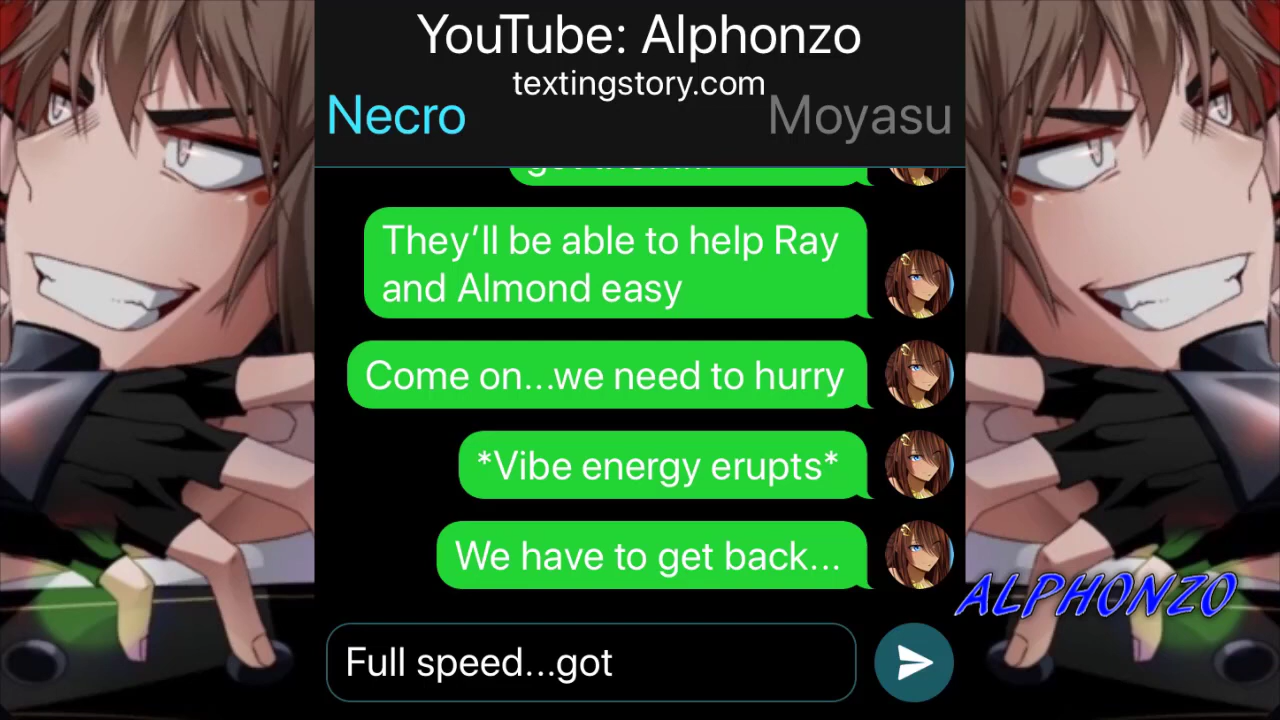 YouTube: Alphonzo
textingstory.com
Necro
Moyasu
They’ll be able to help Ray
and Almond easy
Come on...we need to hurry
*Vibe energy erupts*
We have to get back...
ALPHONZO
Full speed...got